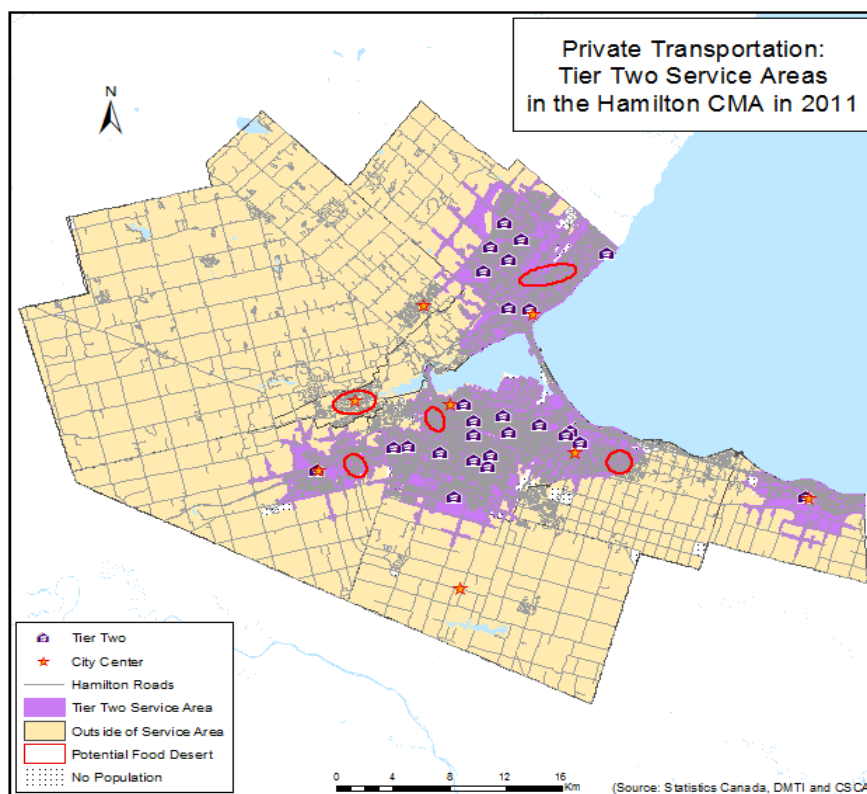 Private Transportation:
Tier Two Service Areas
in the Hamilton CMA in 2011
N
Tier Two
City Center
Hamilton Roads
Tier Two Service Area
Outside of Service Area
Potential Food Desert
No Population
0 4 8 12 16
Km
(Source: Statistics Canada, DMTI and CSCA